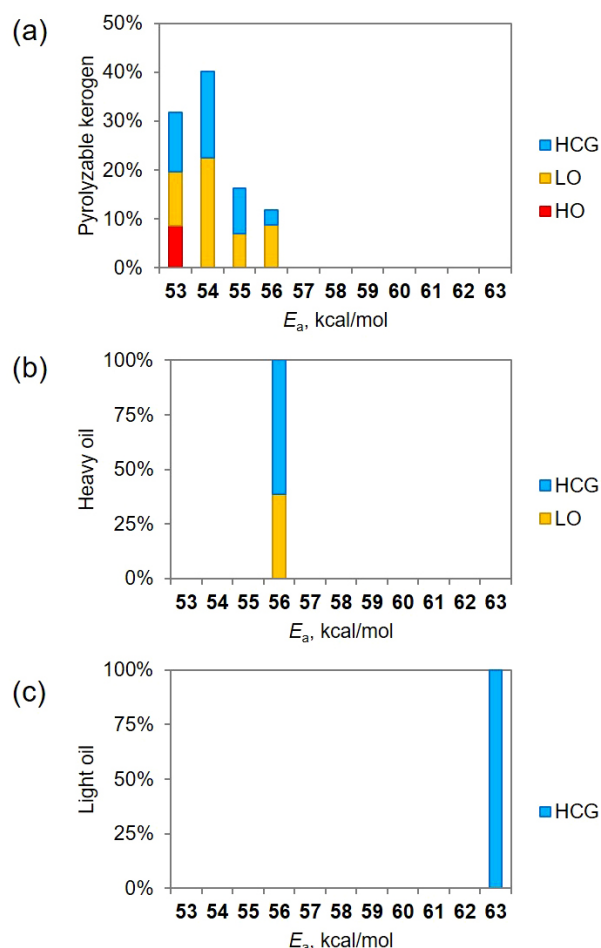 (a)
Pyrolyzable kerogen
50%
40%
30%
20%
10%
0%
53 54 55 56 57 58 59 60 61 62 63
Ea, kcal/mol
HCG
LO
HO
(b)
Heavy oil
100%
75%
50%
25%
0%
53 54 55 56 57 58 59 60 61 62 63
Ea, kcal/mol
HCG
LO
(c)
Light oil
100%
75%
50%
25%
0%
53 54 55 56 57 58 59 60 61 62 63
Ea, kcal/mol
HCG